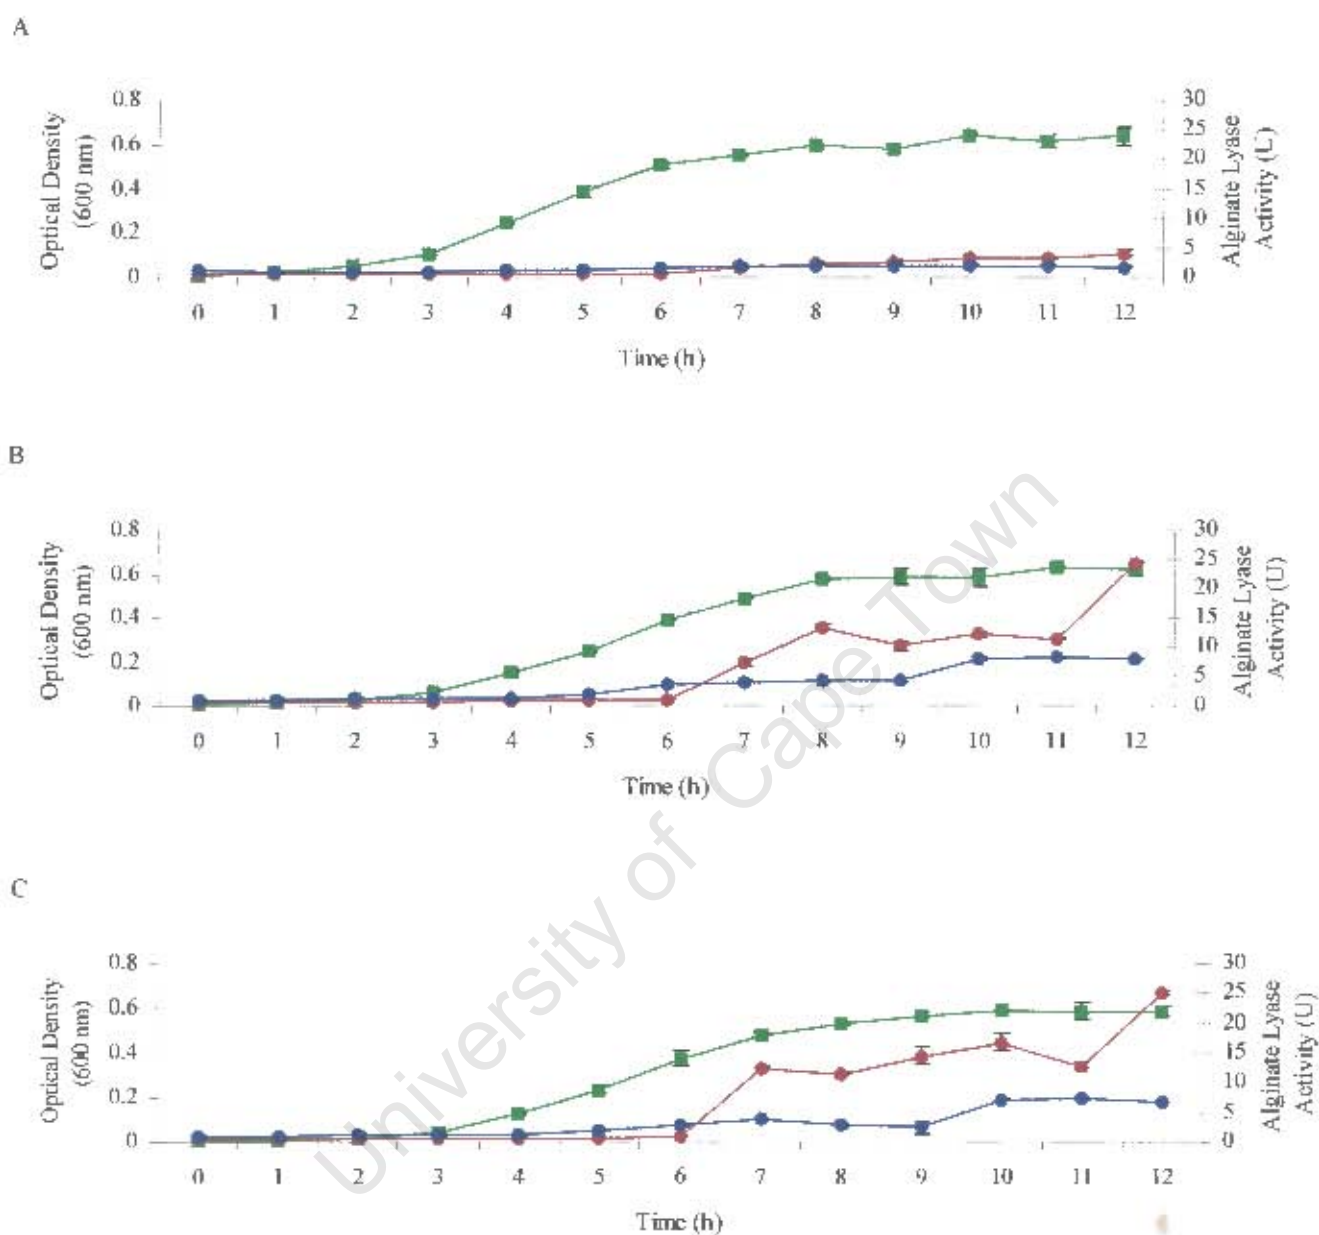 A
0.8 30
0.6 25
20
0.4 15
10
0.2 5
0 0
Optical Density
(600 nm)
Alginate Lyase
Activity (U)
0 1 2 3 4 5 6 7 8 9 10 11 12
Time (h)
B
0.8 30
0.6 25
20
0.4 15
10
0.2 5
0 0
Optical Density
(600 nm)
Alginate Lyase
Activity (U)
0 1 2 3 4 5 6 7 8 9 10 11 12
Time (h)
C
0.8 30
0.6 25
20
0.4 15
10
0.2 5
0 0
Optical Density
(600 nm)
Alginate Lyase
Activity (U)
0 1 2 3 4 5 6 7 8 9 10 11 12
Time (h)
University of Cape Town